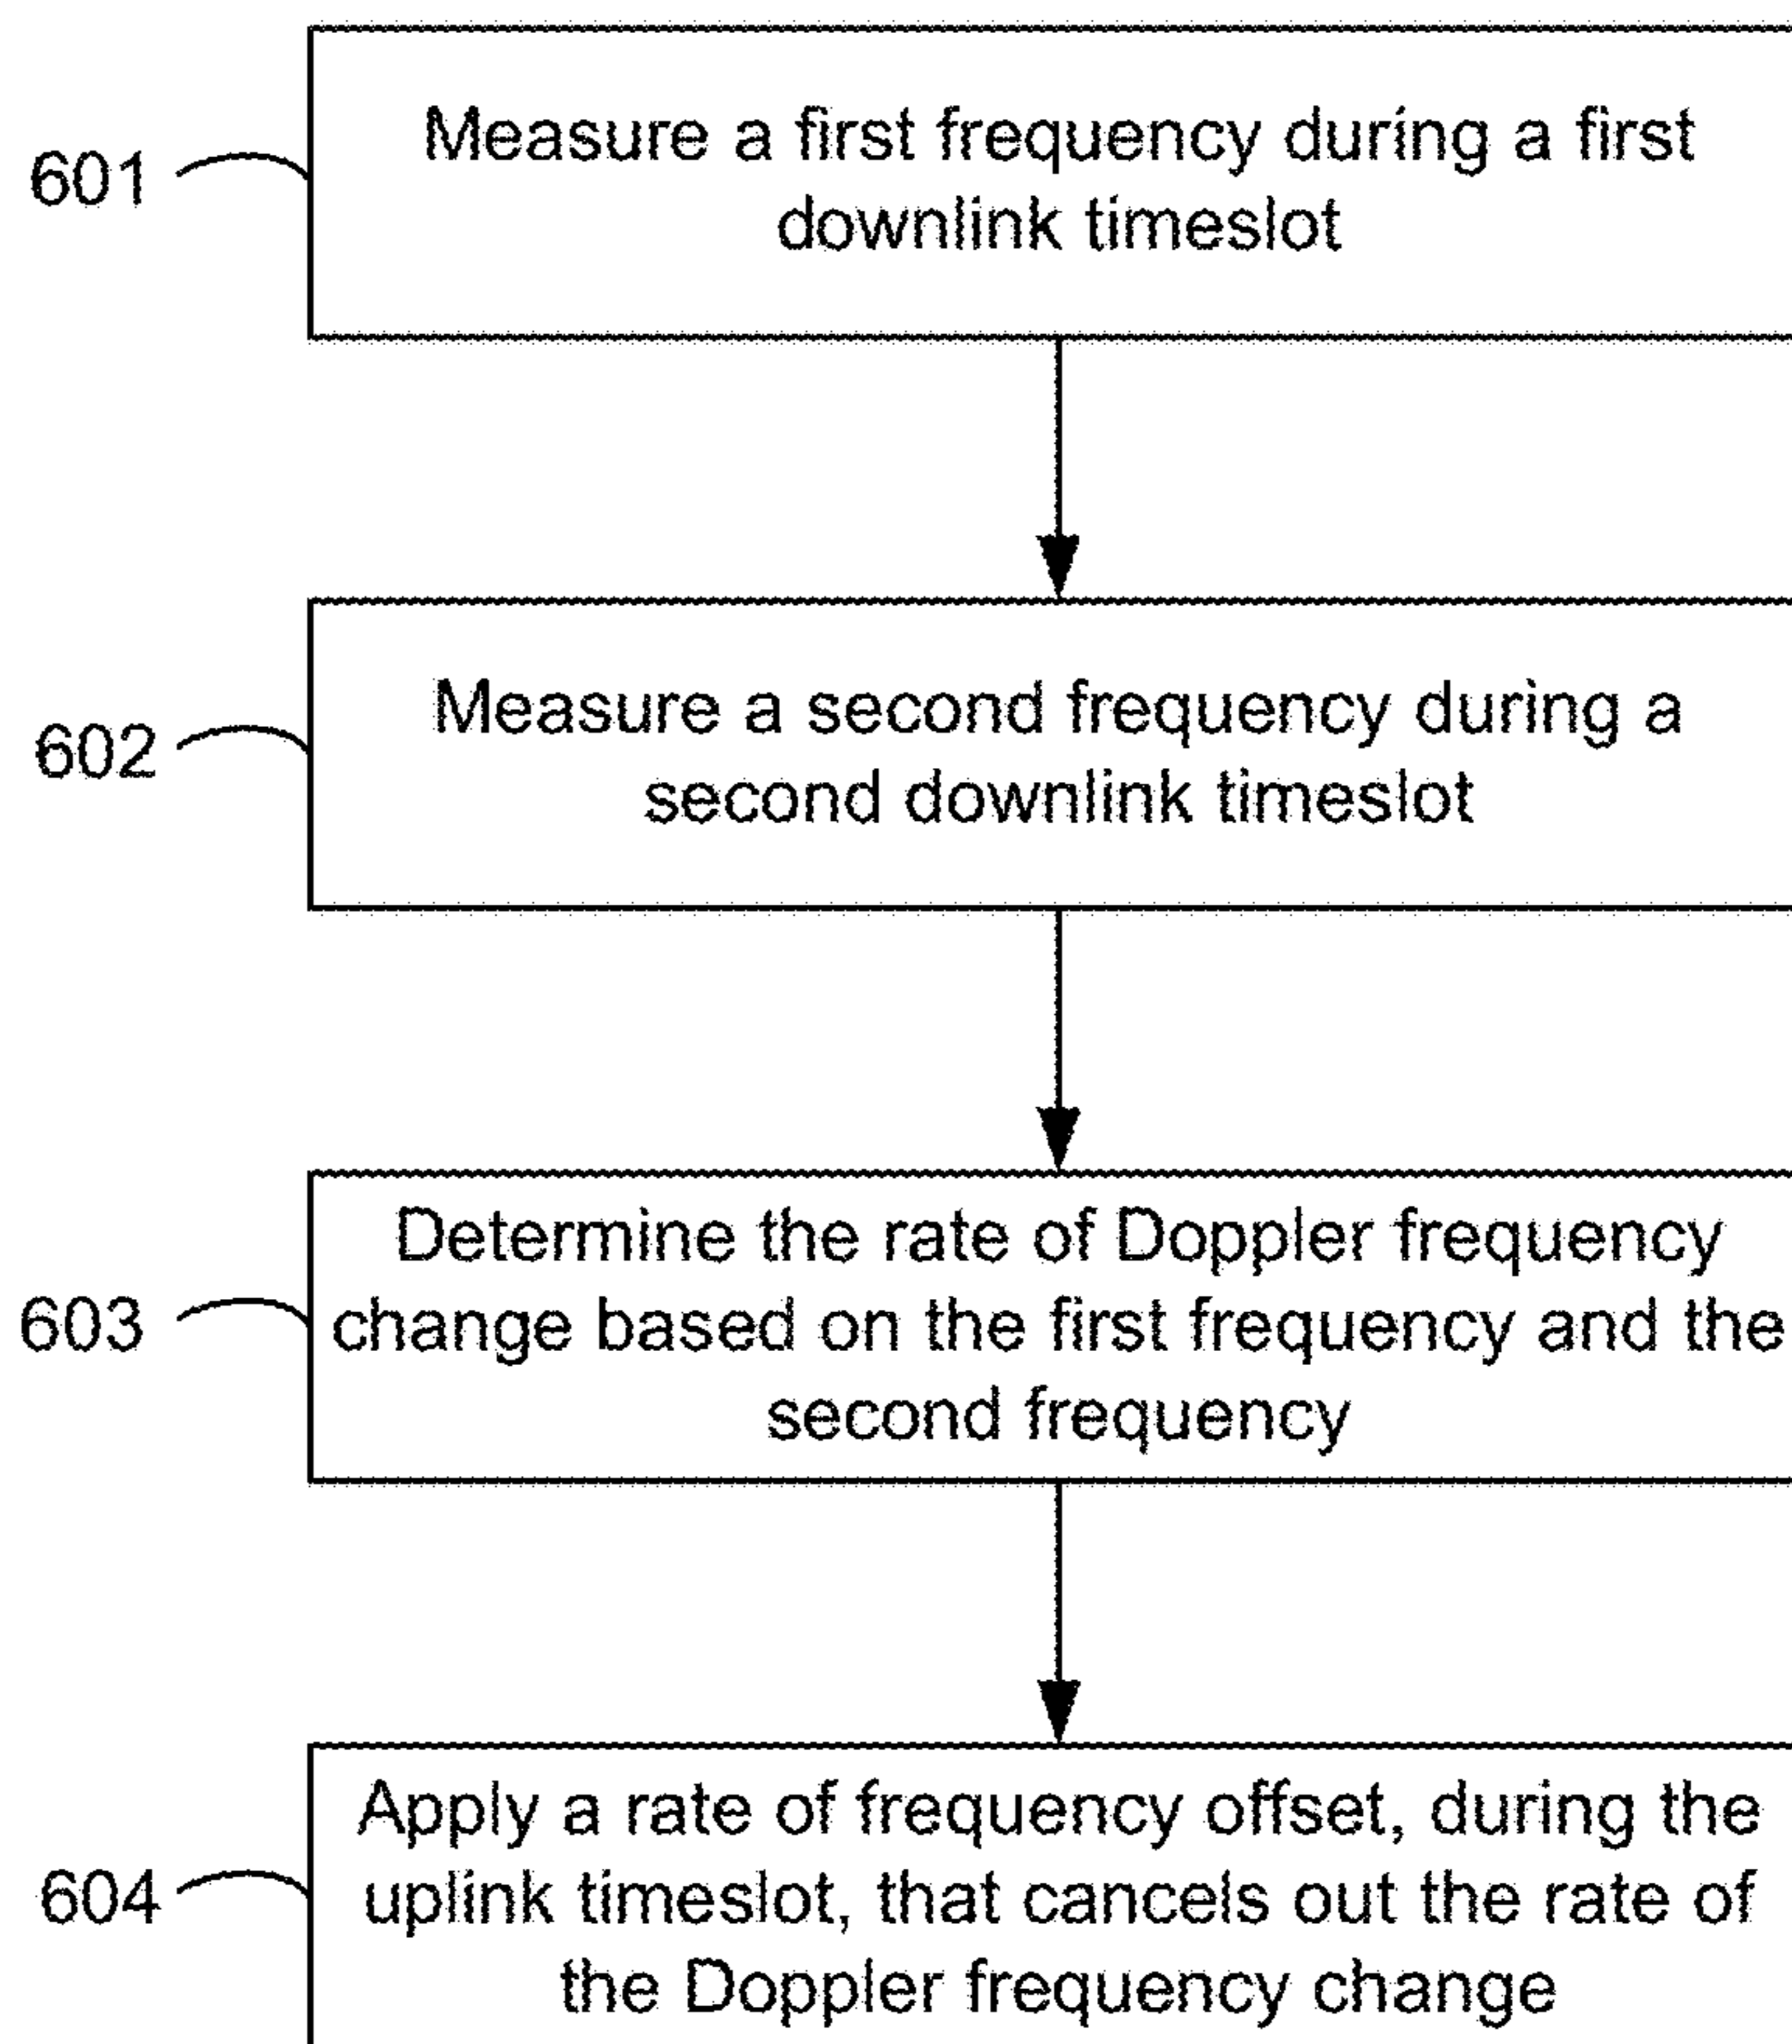 601
Measure a first frequency during a first
downlink timeslot
602
Measure a second frequency during a
second downlink timeslot
603
Determine the rate of Doppler frequency
change based on the first frequency and the
second frequency
604
Apply a rate of frequency offset, during the
uplink timeslot, that cancels out the rate of
the Doppler frequency change